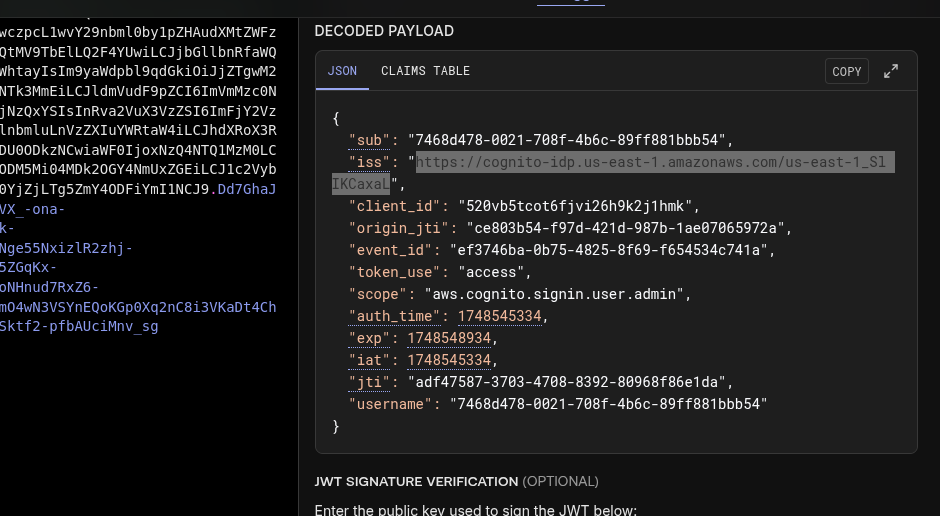 wczpcL1wvY29nbml0by1pZHAudXMtZWFz
QtMV9TbElLQ2F4YUwiLCJjbGllbnRfaWQ
WhtayIsIm9yaWdpbl9qdGkiOiJjZTgwM2
NTk3MmEiLCJldmVudF9pZCI6ImVmMzc0N
jNzQxYSIsInRva2VuX3VzZSI6ImFjY2Vz
lnbmluLnVzZXIuYWRtaW4iLCJhdXRoX3R
DU0ODkzNCwiaWF0IjoxNzQ4NTQ1MzM0LC
ODM5Mi04MDk2OGY4NmUxZGEiLCJ1c2Vyb
0YjZjLTg5ZmY4ODFiYmI1NCJ9.Dd7GhaJ
VX_-ona-
k-
Nge55NxizlR2zhj-
5ZGqKx-
oNHnud7RxZ6-
mO4wN3VSYnEQoKGp0Xq2nC8i3VKaDt4Ch
Sktf2-pfbAUciMnv_sg
DECODED PAYLOAD
JSON CLAIMS TABLE COPY
{
"sub": "7468d478-0021-708f-4b6c-89ff881bbb54",
"iss": "https://cognito-idp.us-east-1.amazonaws.com/us-east-1_Sl
IKCaxaL",
"client_id": "520vb5tcot6fjvi26h9k2j1hmk",
"origin_jti": "ce803b54-f97d-421d-987b-1ae07065972a",
"event_id": "ef3746ba-0b75-4825-8f69-f654534c741a",
"token_use": "access",
"scope": "aws.cognito.signin.user.admin",
"auth_time": 1748545334,
"exp": 1748548934,
"iat": 1748545334,
"jti": "adf47587-3703-4708-8392-80968f86e1da",
"username": "7468d478-0021-708f-4b6c-89ff881bbb54"
}
JWT SIGNATURE VERIFICATION (OPTIONAL)
Enter the public key used to sign the JWT below: